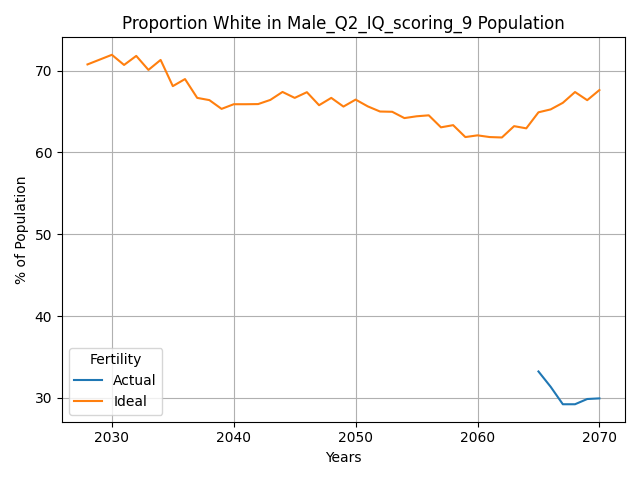 Proportion White in Male_Q2_IQ_scoring_9 Population
% of Population
70
60
50
40
30
Fertility
Actual
Ideal
2030
2040
2050
2060
2070
Years